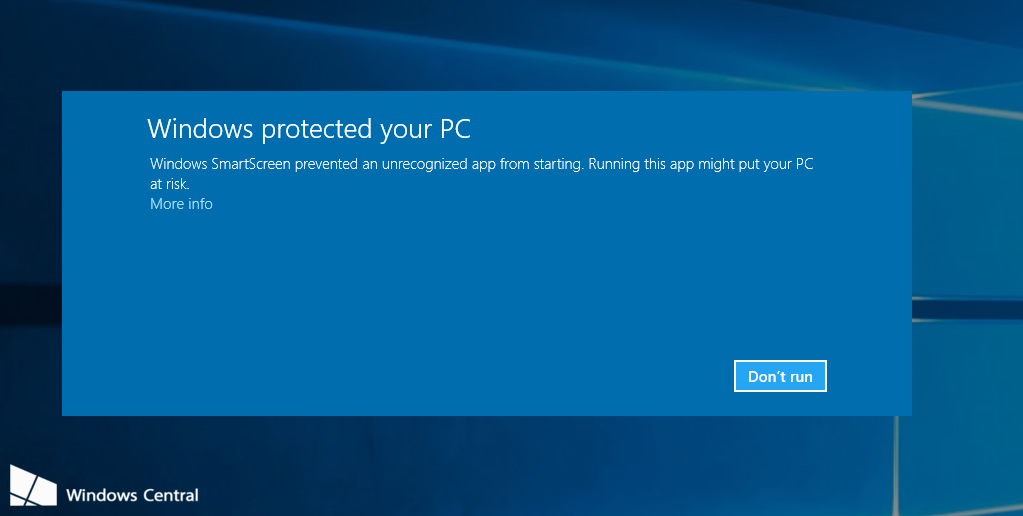 Windows protected your PC
Windows SmartScreen prevented an unrecognized app from starting. Running this app might put your PC
at risk.
More info
Don't run
Windows Central